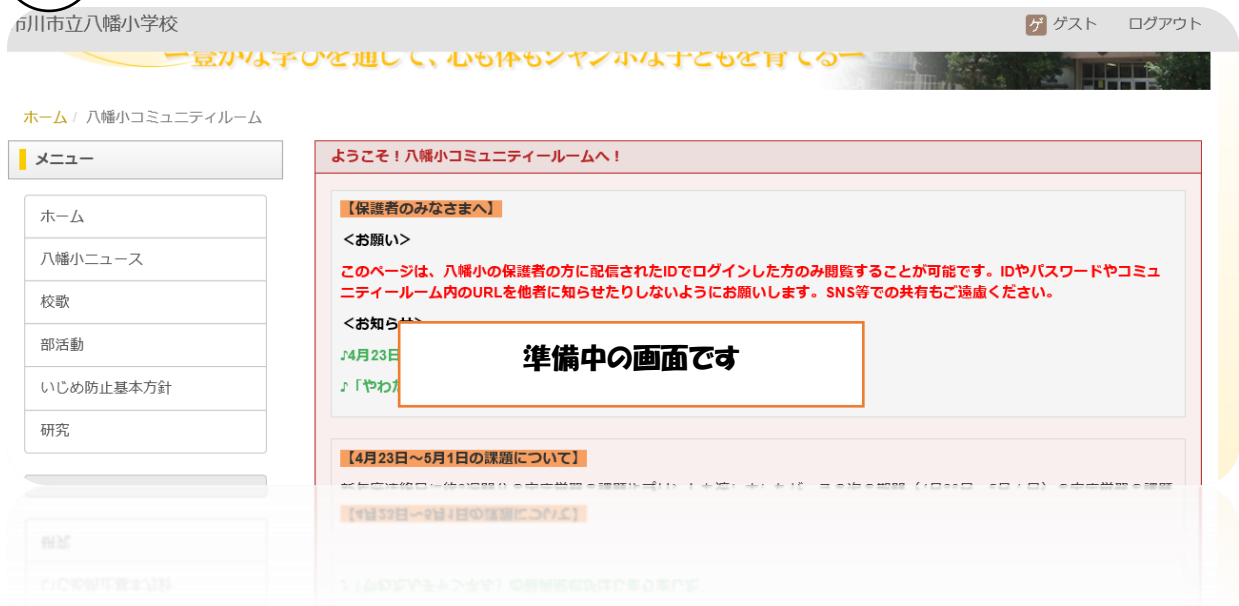 市川市立八幡小学校
ゲ ゲスト ログアウト
ー豊かな学びを通して、心も体もジャンボな子どもを育てるー
ホーム / 八幡小コミュニティルーム
メニュー
ホーム
八幡小ニュース
校歌
部活動
いじめ防止基本方針
研究
ようこそ！八幡小コミュニティールームへ！
【保護者のみなさまへ】
＜お願い＞
このページは、八幡小の保護者の方に配信されたIDでログインした方のみ閲覧することが可能です。IDやパスワードやコミュ
ニティールーム内のURLを他者に知らせたりしないようにお願いします。SNS等での共有もご遠慮ください。
＜お知らせ＞
♪4月23日
♪「やわた
準備中の画面です
【4月23日～5月1日の課題について】